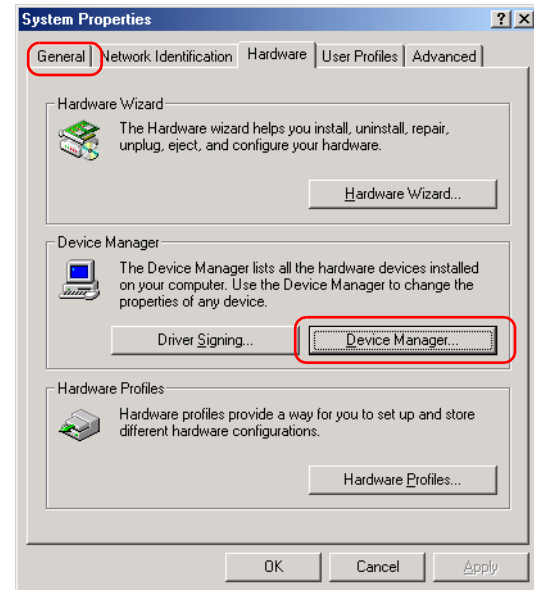 System Properties
General Network Identification Hardware User Profiles Advanced
Hardware Wizard
The Hardware wizard helps you install, uninstall, repair,
unplug, eject, and configure your hardware.
Hardware Wizard...
Device Manager
The Device Manager lists all the hardware devices installed
on your computer. Use the Device Manager to change the
properties of any device.
Driver Signing... Device Manager...
Hardware Profiles
Hardware profiles provide a way for you to set up and store
different hardware configurations.
Hardware Profiles...
OK Cancel Apply